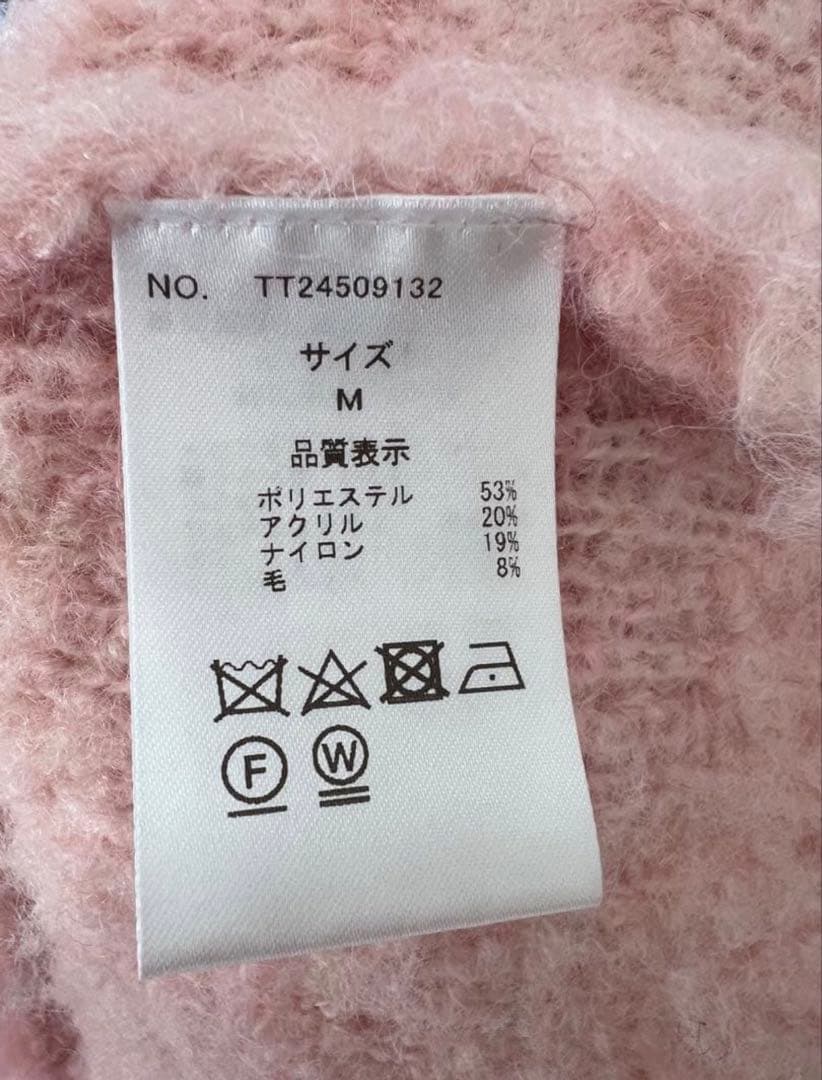 NO. TT24509132
サイズ
M
品質表示
ポリエステル 53%
アクリル 20%
ナイロン 19%
毛 8%
F W